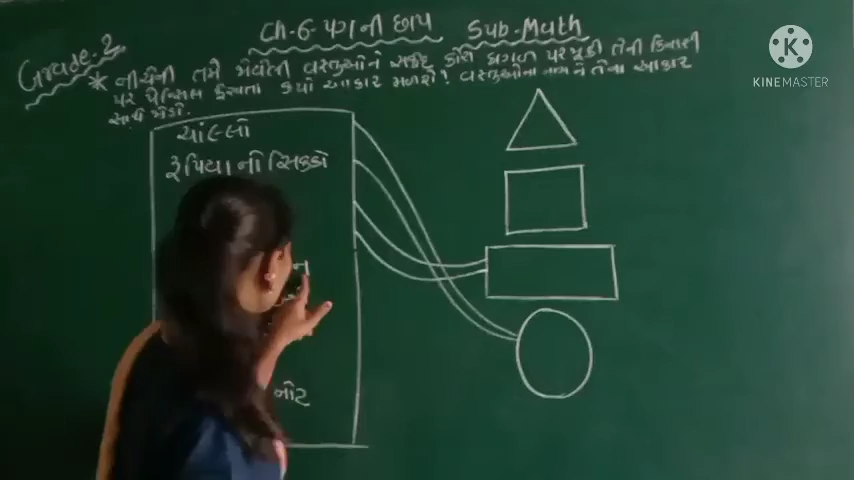 Ch-6 પગની છાપ Sub-Math
Grade-2
* નીચેની તમે મેળવેલી વસ્તુઓને સફેદ કોરા કાગળ પર મૂકી તેની કિનારી
પર પેન્સિલ ફેરવતા કયો આકાર મળશે? વસ્તુઓના નામ ને તેના આકાર
સાથે જોડો.
ચાંલ્લો
રૂપિયાની સિક્કો
નોટ
KINEMASTER